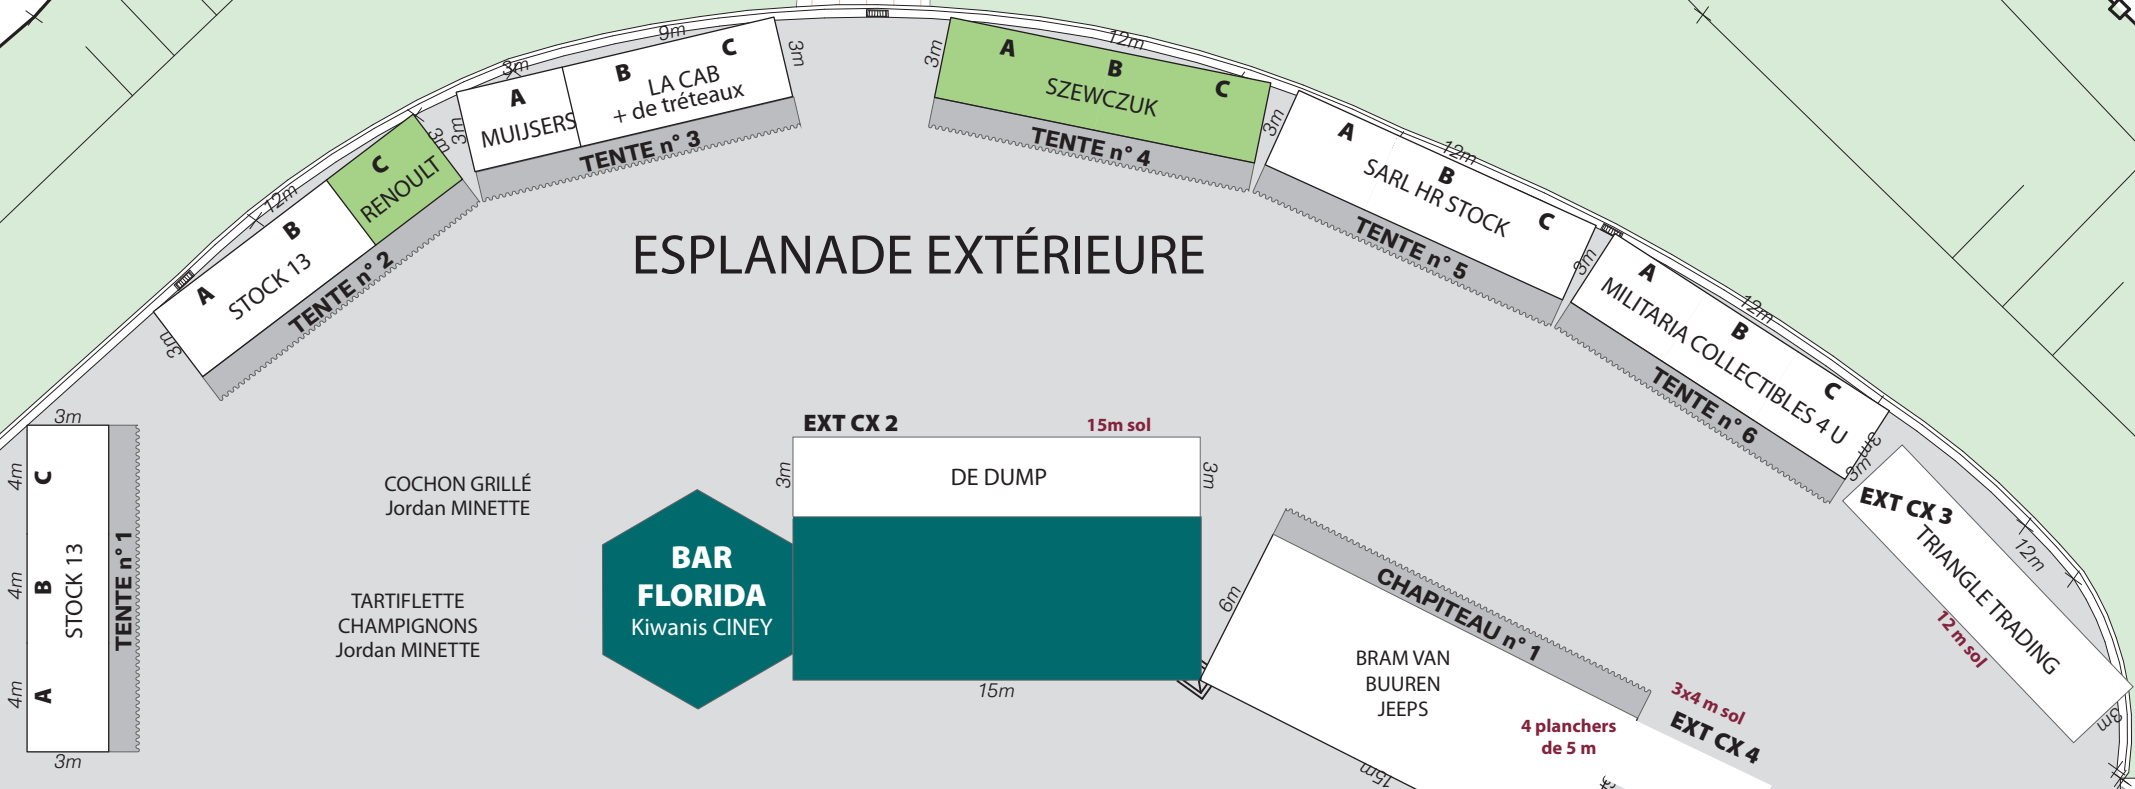 9m
3m
C
3m
B
LA CAB
+ de tréteaux
A
MUIJSERS
3m
TENTE n° 3
3m
12m
A
B
C
SZEWCZUK
TENTE n° 4
3m
C
RENOULT
12m
B
A
STOCK 13
3m
TENTE n° 2
3m
12m
A
B
C
SARL HR STOCK
TENTE n° 5
ESPLANADE EXTÉRIEURE
3m
12m
A
B
C
MILITARIA COLLECTIBLES 4 U
TENTE n° 6
3m
3m
EXT CX 3
TRIANGLE TRADING
12m
12 m sol
3m
3m
4m
C
4m
B
4m
A
STOCK 13
TENTE n° 1
3m
COCHON GRILLÉ
Jordan MINETTE
TARTIFLETTE
CHAMPIGNONS
Jordan MINETTE
EXT CX 2
15m sol
3m
DE DUMP
3m
BAR
FLORIDA
Kiwanis CINEY
15m
6m
CHAPITEAU n° 1
BRAM VAN
BUUREN
JEEPS
4 planchers
de 5 m
3x4 m sol
EXT CX 4
15m